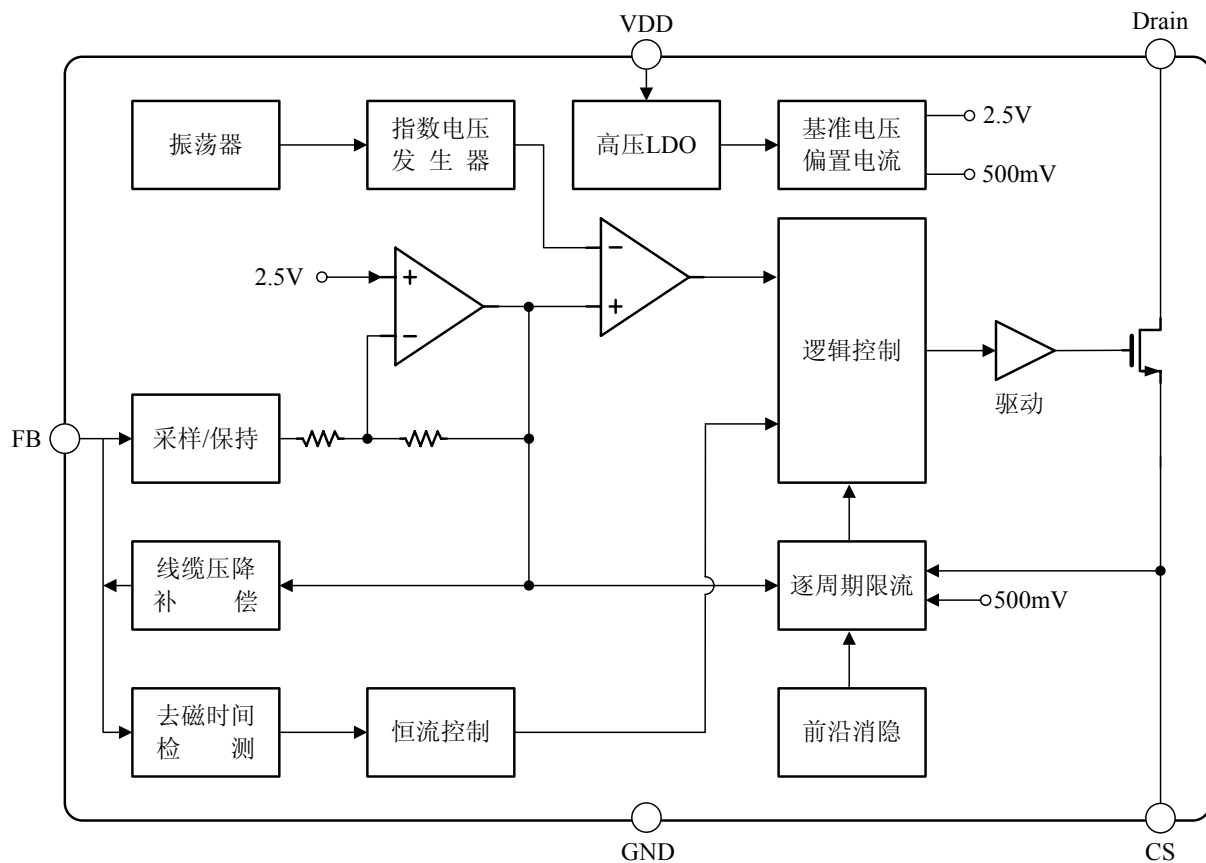 VDD
Drain
振荡器
指数电压
发生器
高压LDO
基准电压
偏置电流
2.5V
500mV
2.5V
+
−
−
+
逻辑控制
驱动
FB
采样/保持
线缆压降
补偿
逐周期限流
500mV
去磁时间
检测
恒流控制
前沿消隐
GND
CS